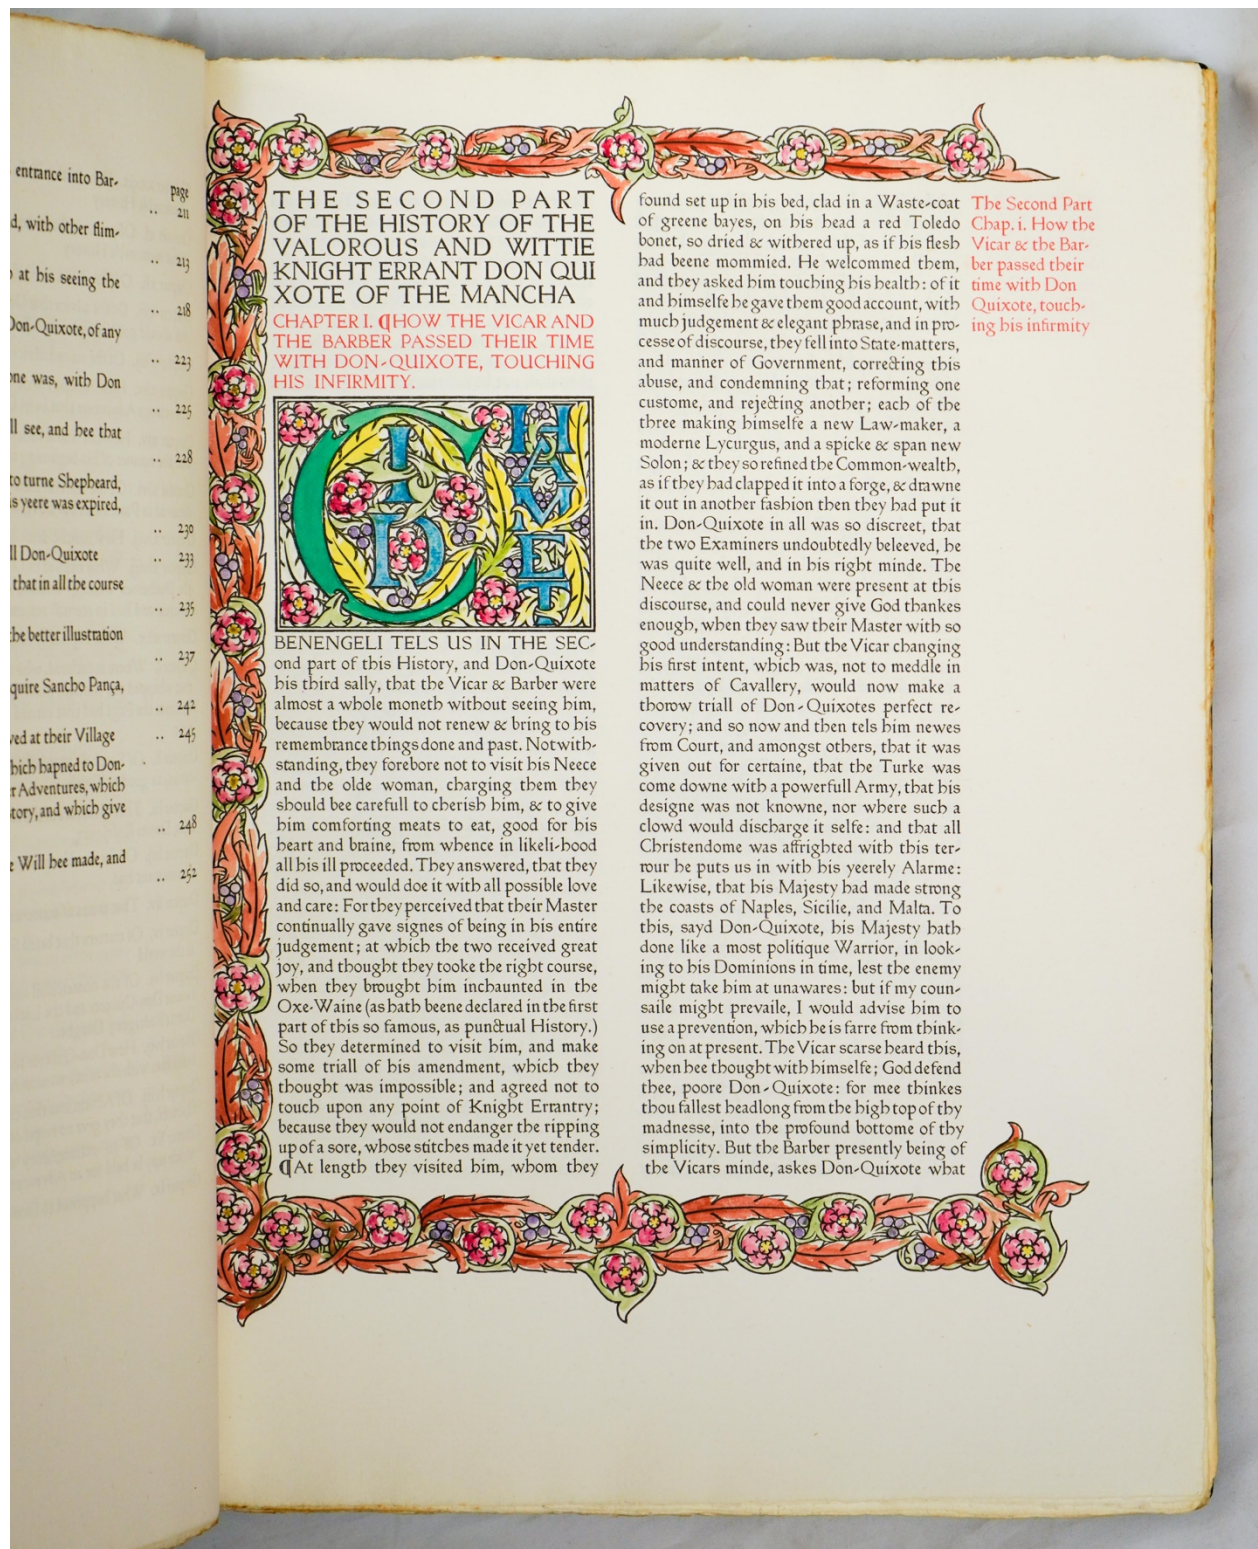 entrance into Bar-
page
.. 211
d, with other flim-
.. 213
at his seeing the
.. 218
Don-Quixote, of any
.. 223
one was, with Don
.. 225
ll see, and bee that
.. 228
to turne Shepheard,
s yeere was expired,
.. 230
ll Don-Quixote .. 233
that in all the course
.. 235
the better illustration
.. 237
quire Sancho Pança,
.. 242
ved at their Village .. 245
hich hapned to Don-
r Adventures, which
tory, and which give
.. 248
e Will bee made, and
.. 252
THE SECOND PART
OF THE HISTORY OF THE
VALOROUS AND WITTIE
KNIGHT ERRANT DON QUI
XOTE OF THE MANCHA
CHAPTER I. ¶HOW THE VICAR AND
THE BARBER PASSED THEIR TIME
WITH DON-QUIXOTE, TOUCHING
HIS INFIRMITY.
CID HAMET
BENENGELI TELS US IN THE SEC-
ond part of this History, and Don-Quixote
his third sally, that the Vicar & Barber were
almost a whole moneth without seeing him,
because they would not renew & bring to his
remembrance things done and past. Notwith-
standing, they forebore not to visit his Neece
and the olde woman, charging them they
should bee carefull to cherish him, & to give
him comforting meats to eat, good for his
heart and braine, from whence in likeli-hood
all his ill proceeded. They answered, that they
did so, and would doe it with all possible love
and care: For they perceived that their Master
continually gave signes of being in his entire
judgement; at which the two received great
joy, and thought they tooke the right course,
when they brought him inchaunted in the
Oxe-Waine (as hath beene declared in the first
part of this so famous, as punctual History.)
So they determined to visit him, and make
some triall of his amendment, which they
thought was impossible; and agreed not to
touch upon any point of Knight Errantry;
because they would not endanger the ripping
up of a sore, whose stitches made it yet tender.
¶At length they visited him, whom they
found set up in his bed, clad in a Waste-coat
of greene bayes, on his head a red Toledo
bonet, so dried & withered up, as if his flesh
had beene mommied. He welcommed them,
and they asked him touching his health: of it
and himselfe he gave them good account, with
much judgement & elegant phrase, and in pro-
cesse of discourse, they fell into State-matters,
and manner of Government, correcting this
abuse, and condemning that; reforming one
custome, and rejecting another; each of the
three making himselfe a new Law-maker, a
moderne Lycurgus, and a spicke & span new
Solon; & they so refined the Common-wealth,
as if they had clapped it into a forge, & drawne
it out in another fashion then they had put it
in. Don-Quixote in all was so discreet, that
the two Examiners undoubtedly beleeved, he
was quite well, and in his right minde. The
Neece & the old woman were present at this
discourse, and could never give God thankes
enough, when they saw their Master with so
good understanding: But the Vicar changing
his first intent, which was, not to meddle in
matters of Cavallery, would now make a
thorow triall of Don-Quixotes perfect re-
covery; and so now and then tels him newes
from Court, and amongst others, that it was
given out for certaine, that the Turke was
come downe with a powerfull Army, that his
designe was not knowne, nor where such a
clowd would discharge it selfe: and that all
Christendome was affrighted with this ter-
rour he puts us in with his yeerely Alarme:
Likewise, that his Majesty had made strong
the coasts of Naples, Sicilie, and Malta. To
this, sayd Don-Quixote, his Majesty hath
done like a most politique Warrior, in look-
ing to his Dominions in time, lest the enemy
might take him at unawares: but if my coun-
saile might prevaile, I would advise him to
use a prevention, which he is farre from think-
ing on at present. The Vicar scarse heard this,
when hee thought with himselfe; God defend
thee, poore Don-Quixote: for mee thinkes
thou fallest headlong from the high top of thy
madnesse, into the profound bottome of thy
simplicity. But the Barber presently being of
the Vicars minde, askes Don-Quixote what
The Second Part
Chap. i. How the
Vicar & the Bar-
ber passed their
time with Don
Quixote, touch-
ing his infirmity